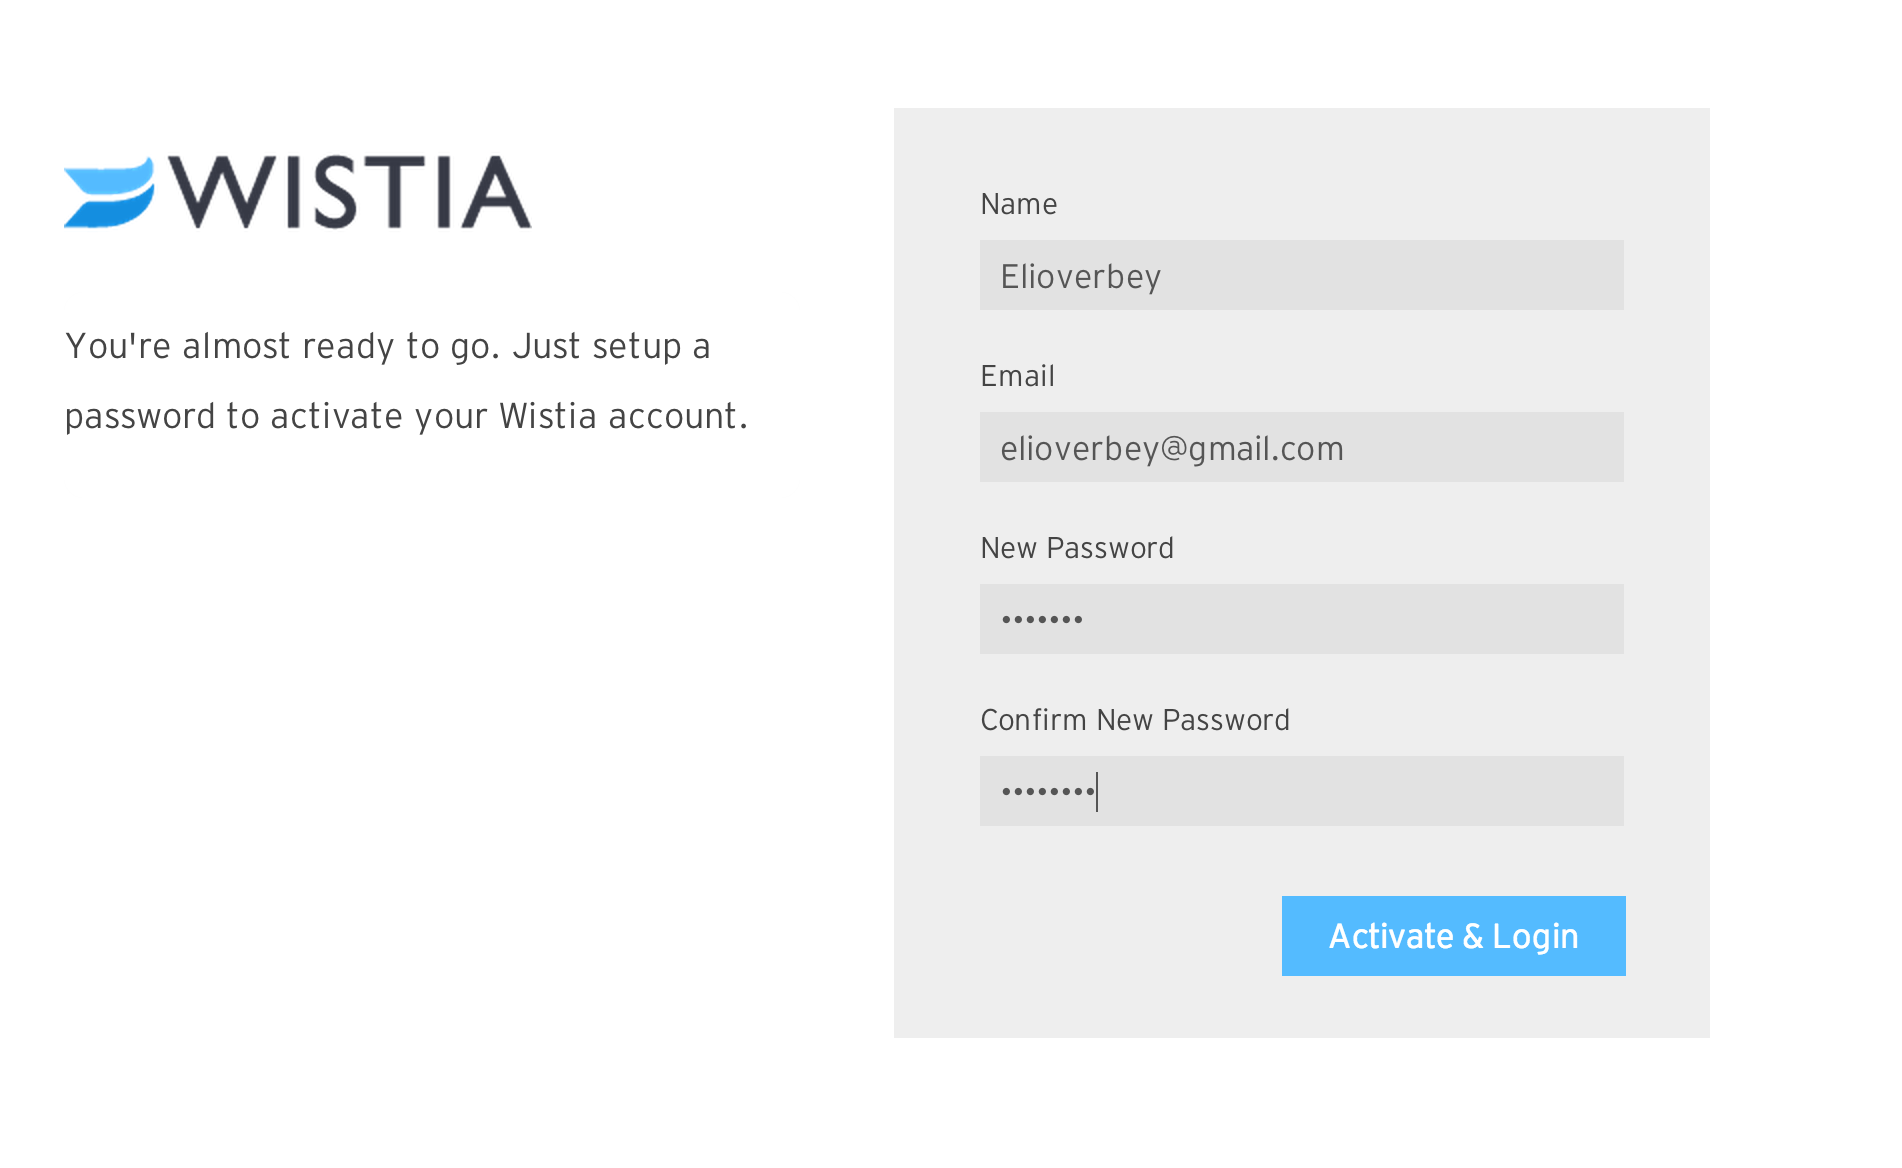 WISTIA
You're almost ready to go. Just setup a
password to activate your Wistia account.
Name
Elioverbey
Email
elioverbey@gmail.com
New Password
•••••••
Confirm New Password
••••••••
Activate & Login